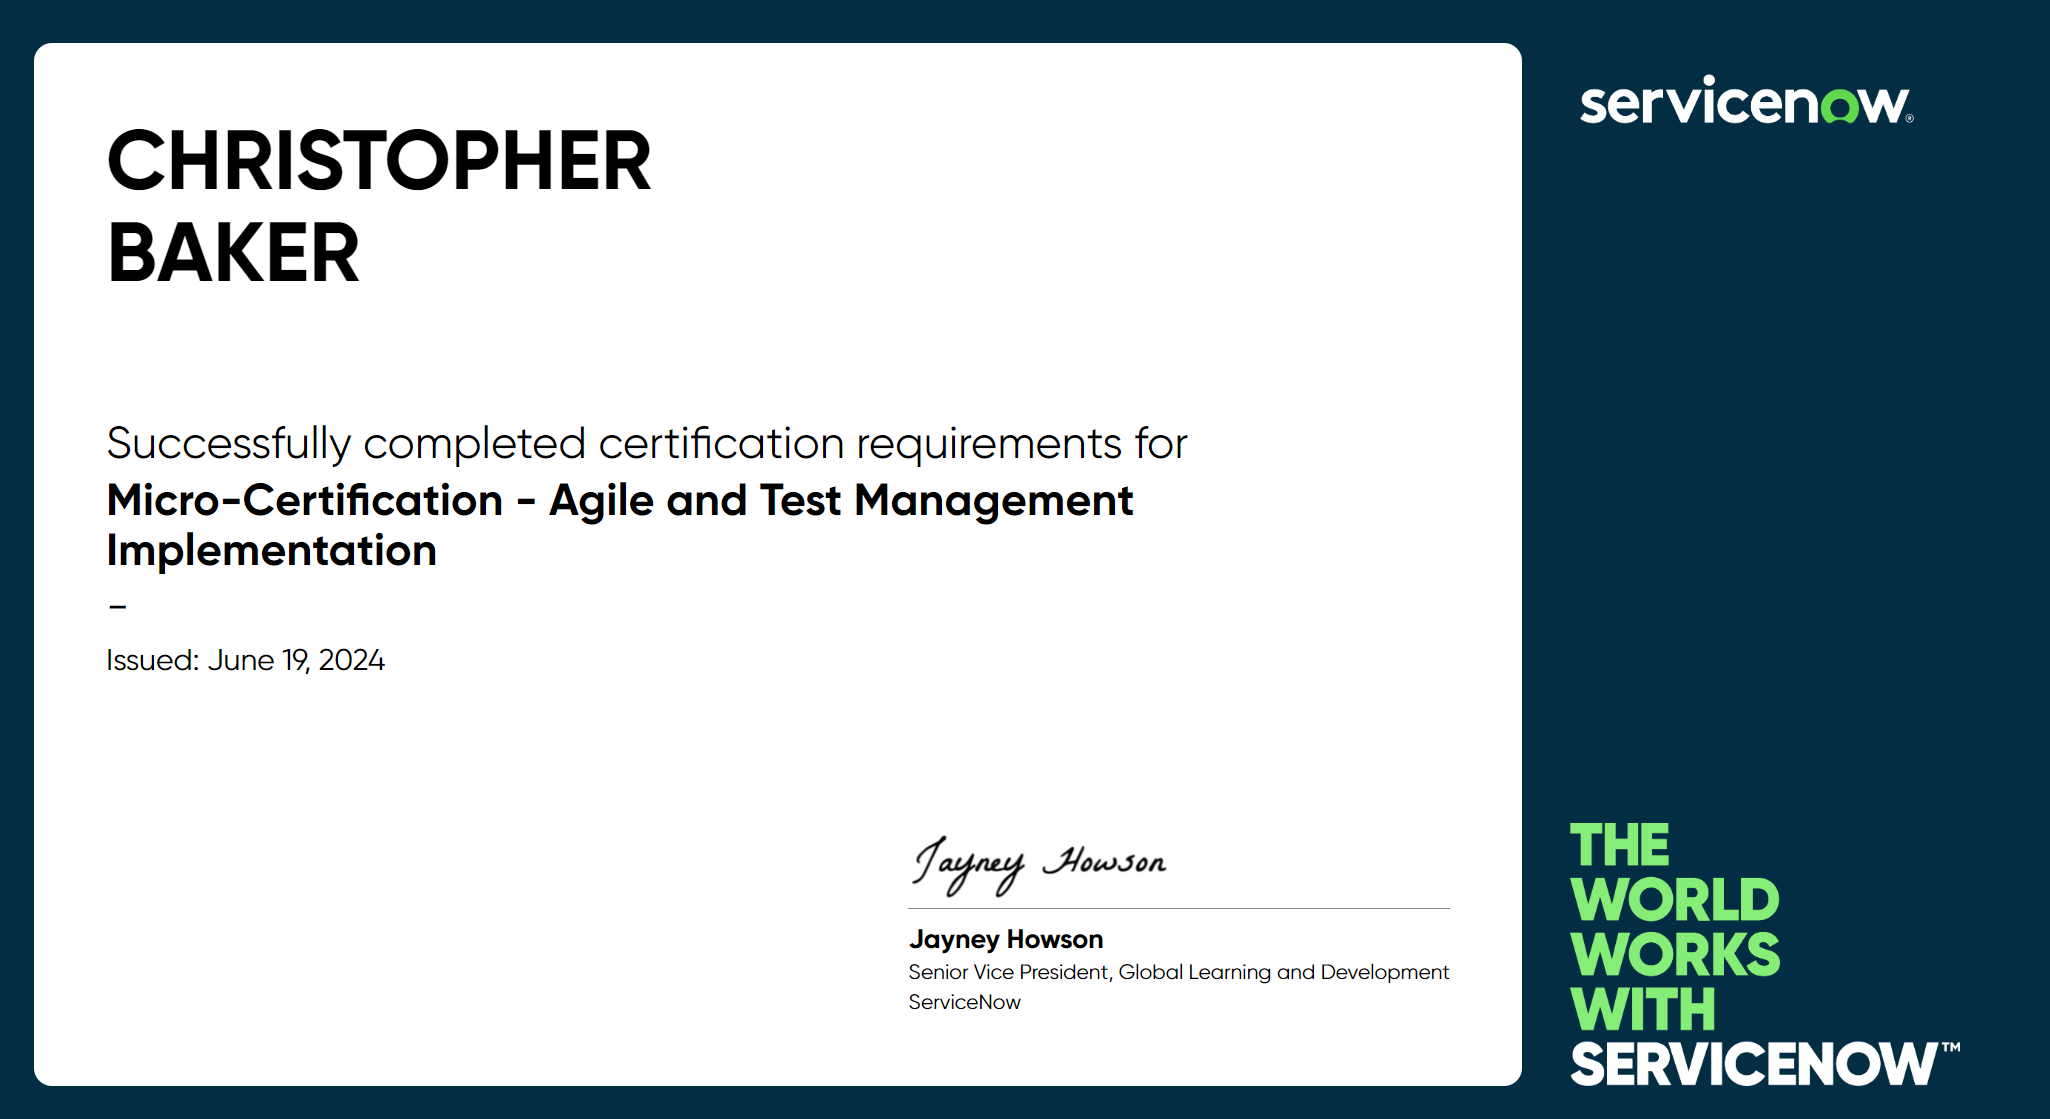 CHRISTOPHER
BAKER
Successfully completed certification requirements for
Micro-Certification - Agile and Test Management
Implementation
–
Issued: June 19, 2024
Jayney Howson
Jayney Howson
Senior Vice President, Global Learning and Development
ServiceNow
servicenow®
THE
WORLD
WORKS
WITH
SERVICENOW™